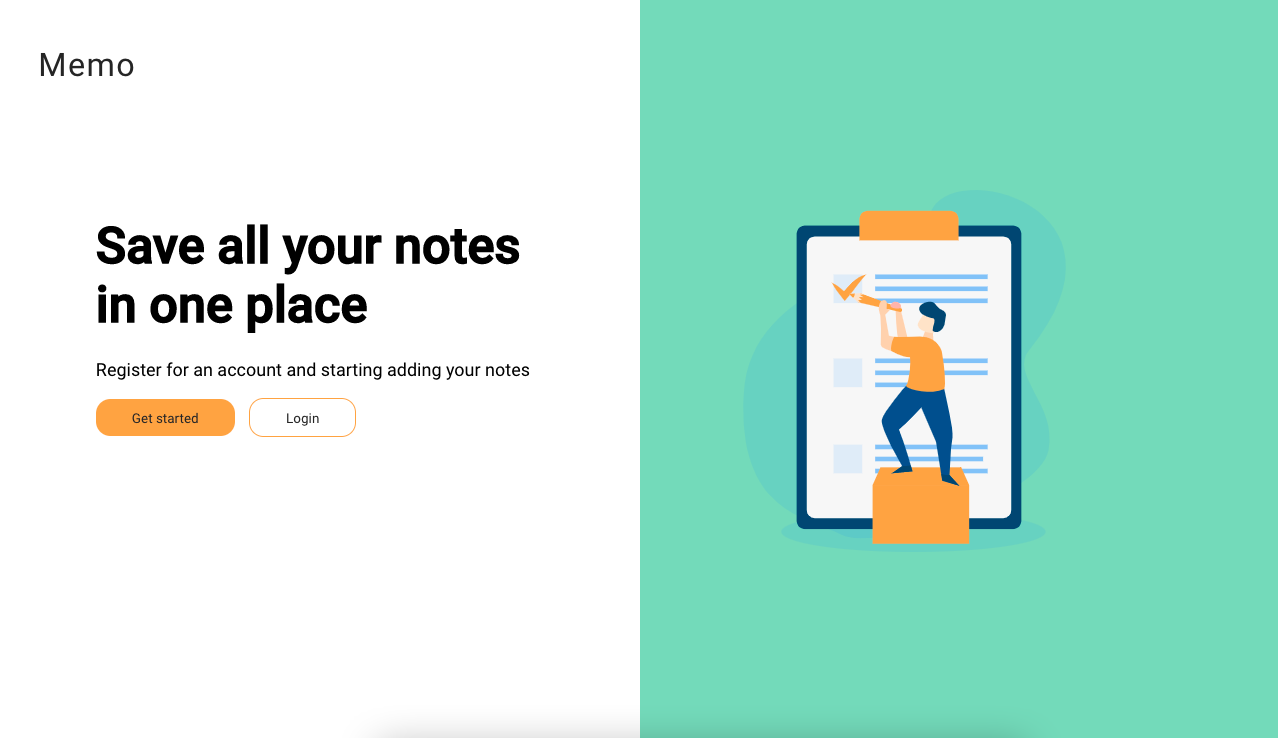 Memo
Save all your notes
in one place
Register for an account and starting adding your notes
Get started
Login